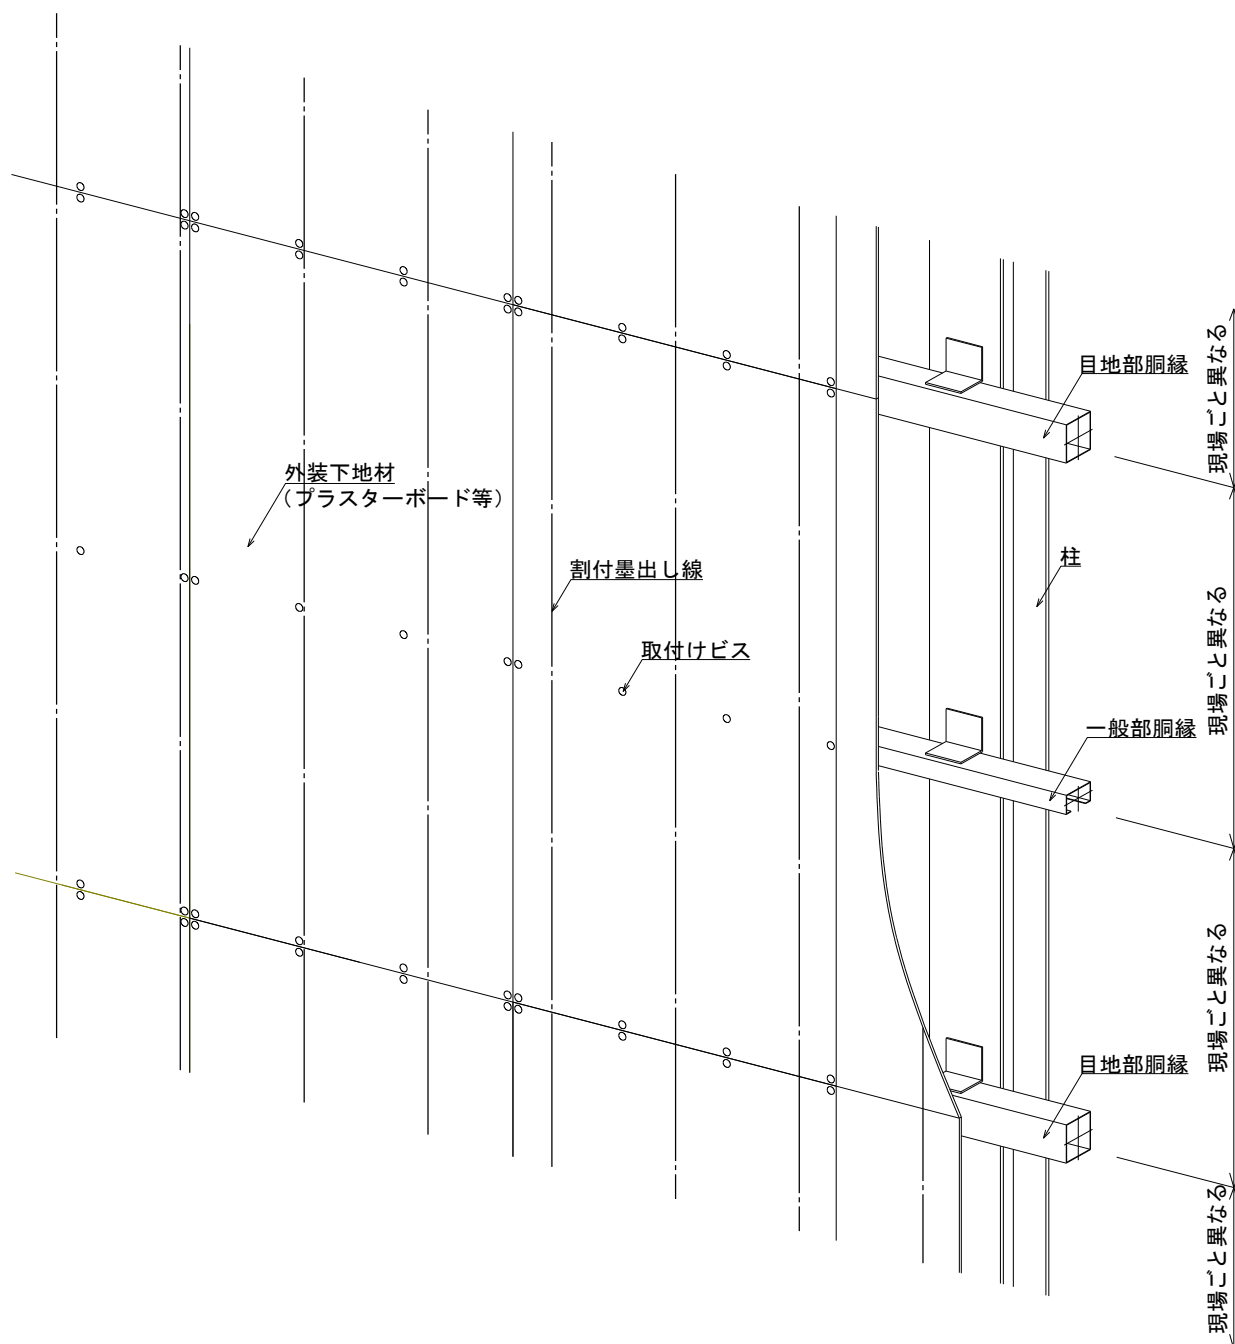 現場ごと異なる
目地部胴縁
外装下地材
（プラスターボード等）
割付墨出し線
柱
現場ごと異なる
取付けビス
一般部胴縁
現場ごと異なる
目地部胴縁
現場ごと異なる